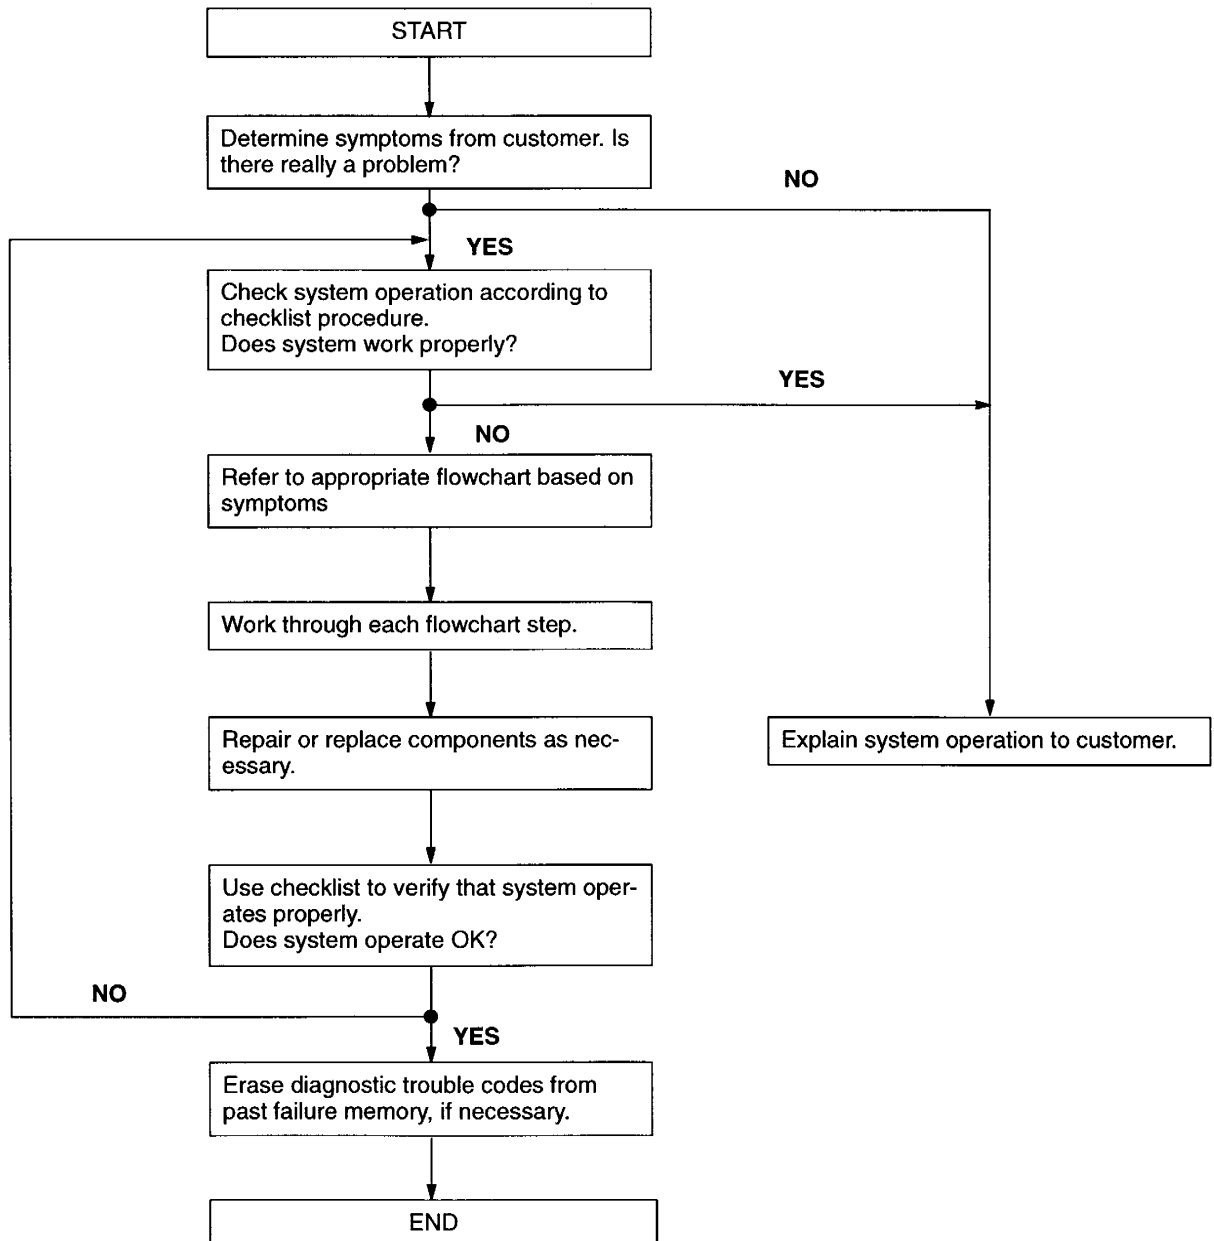 START
Determine symptoms from customer. Is
there really a problem?
NO
YES
Check system operation according to
checklist procedure.
Does system work properly?
YES
NO
Refer to appropriate flowchart based on
symptoms
Work through each flowchart step.
Repair or replace components as nec-
essary.
Explain system operation to customer.
Use checklist to verify that system oper-
ates properly.
Does system operate OK?
NO
YES
Erase diagnostic trouble codes from
past failure memory, if necessary.
END